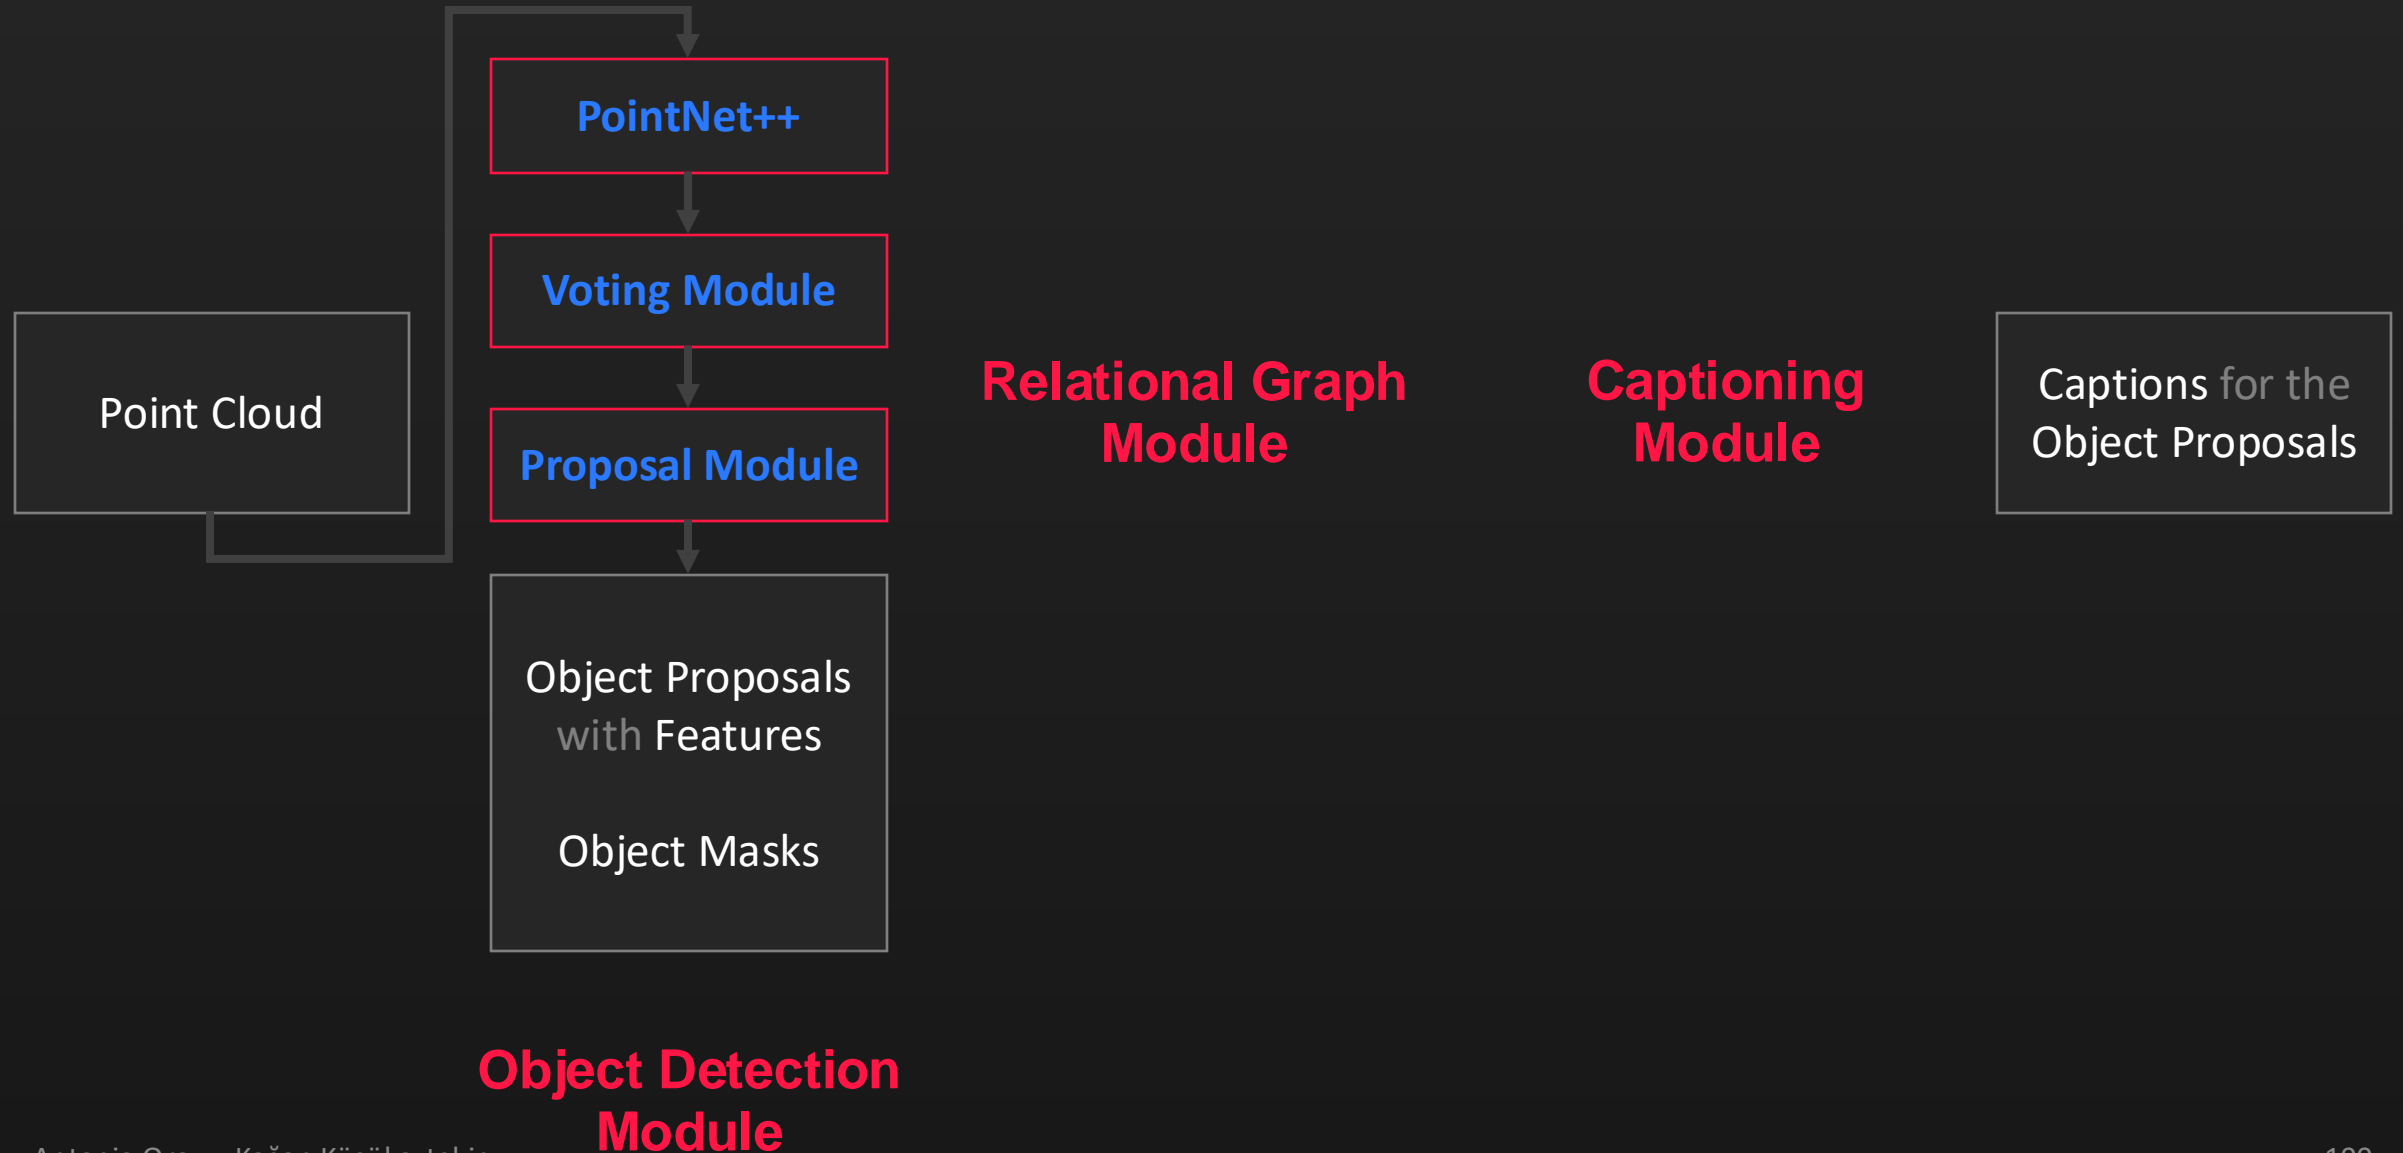 PointNet++
Voting Module
Proposal Module
Point Cloud
Object Proposals
with Features
Object Masks
Object Detection
Module
Relational Graph
Module
Captioning
Module
Captions for the
Object Proposals